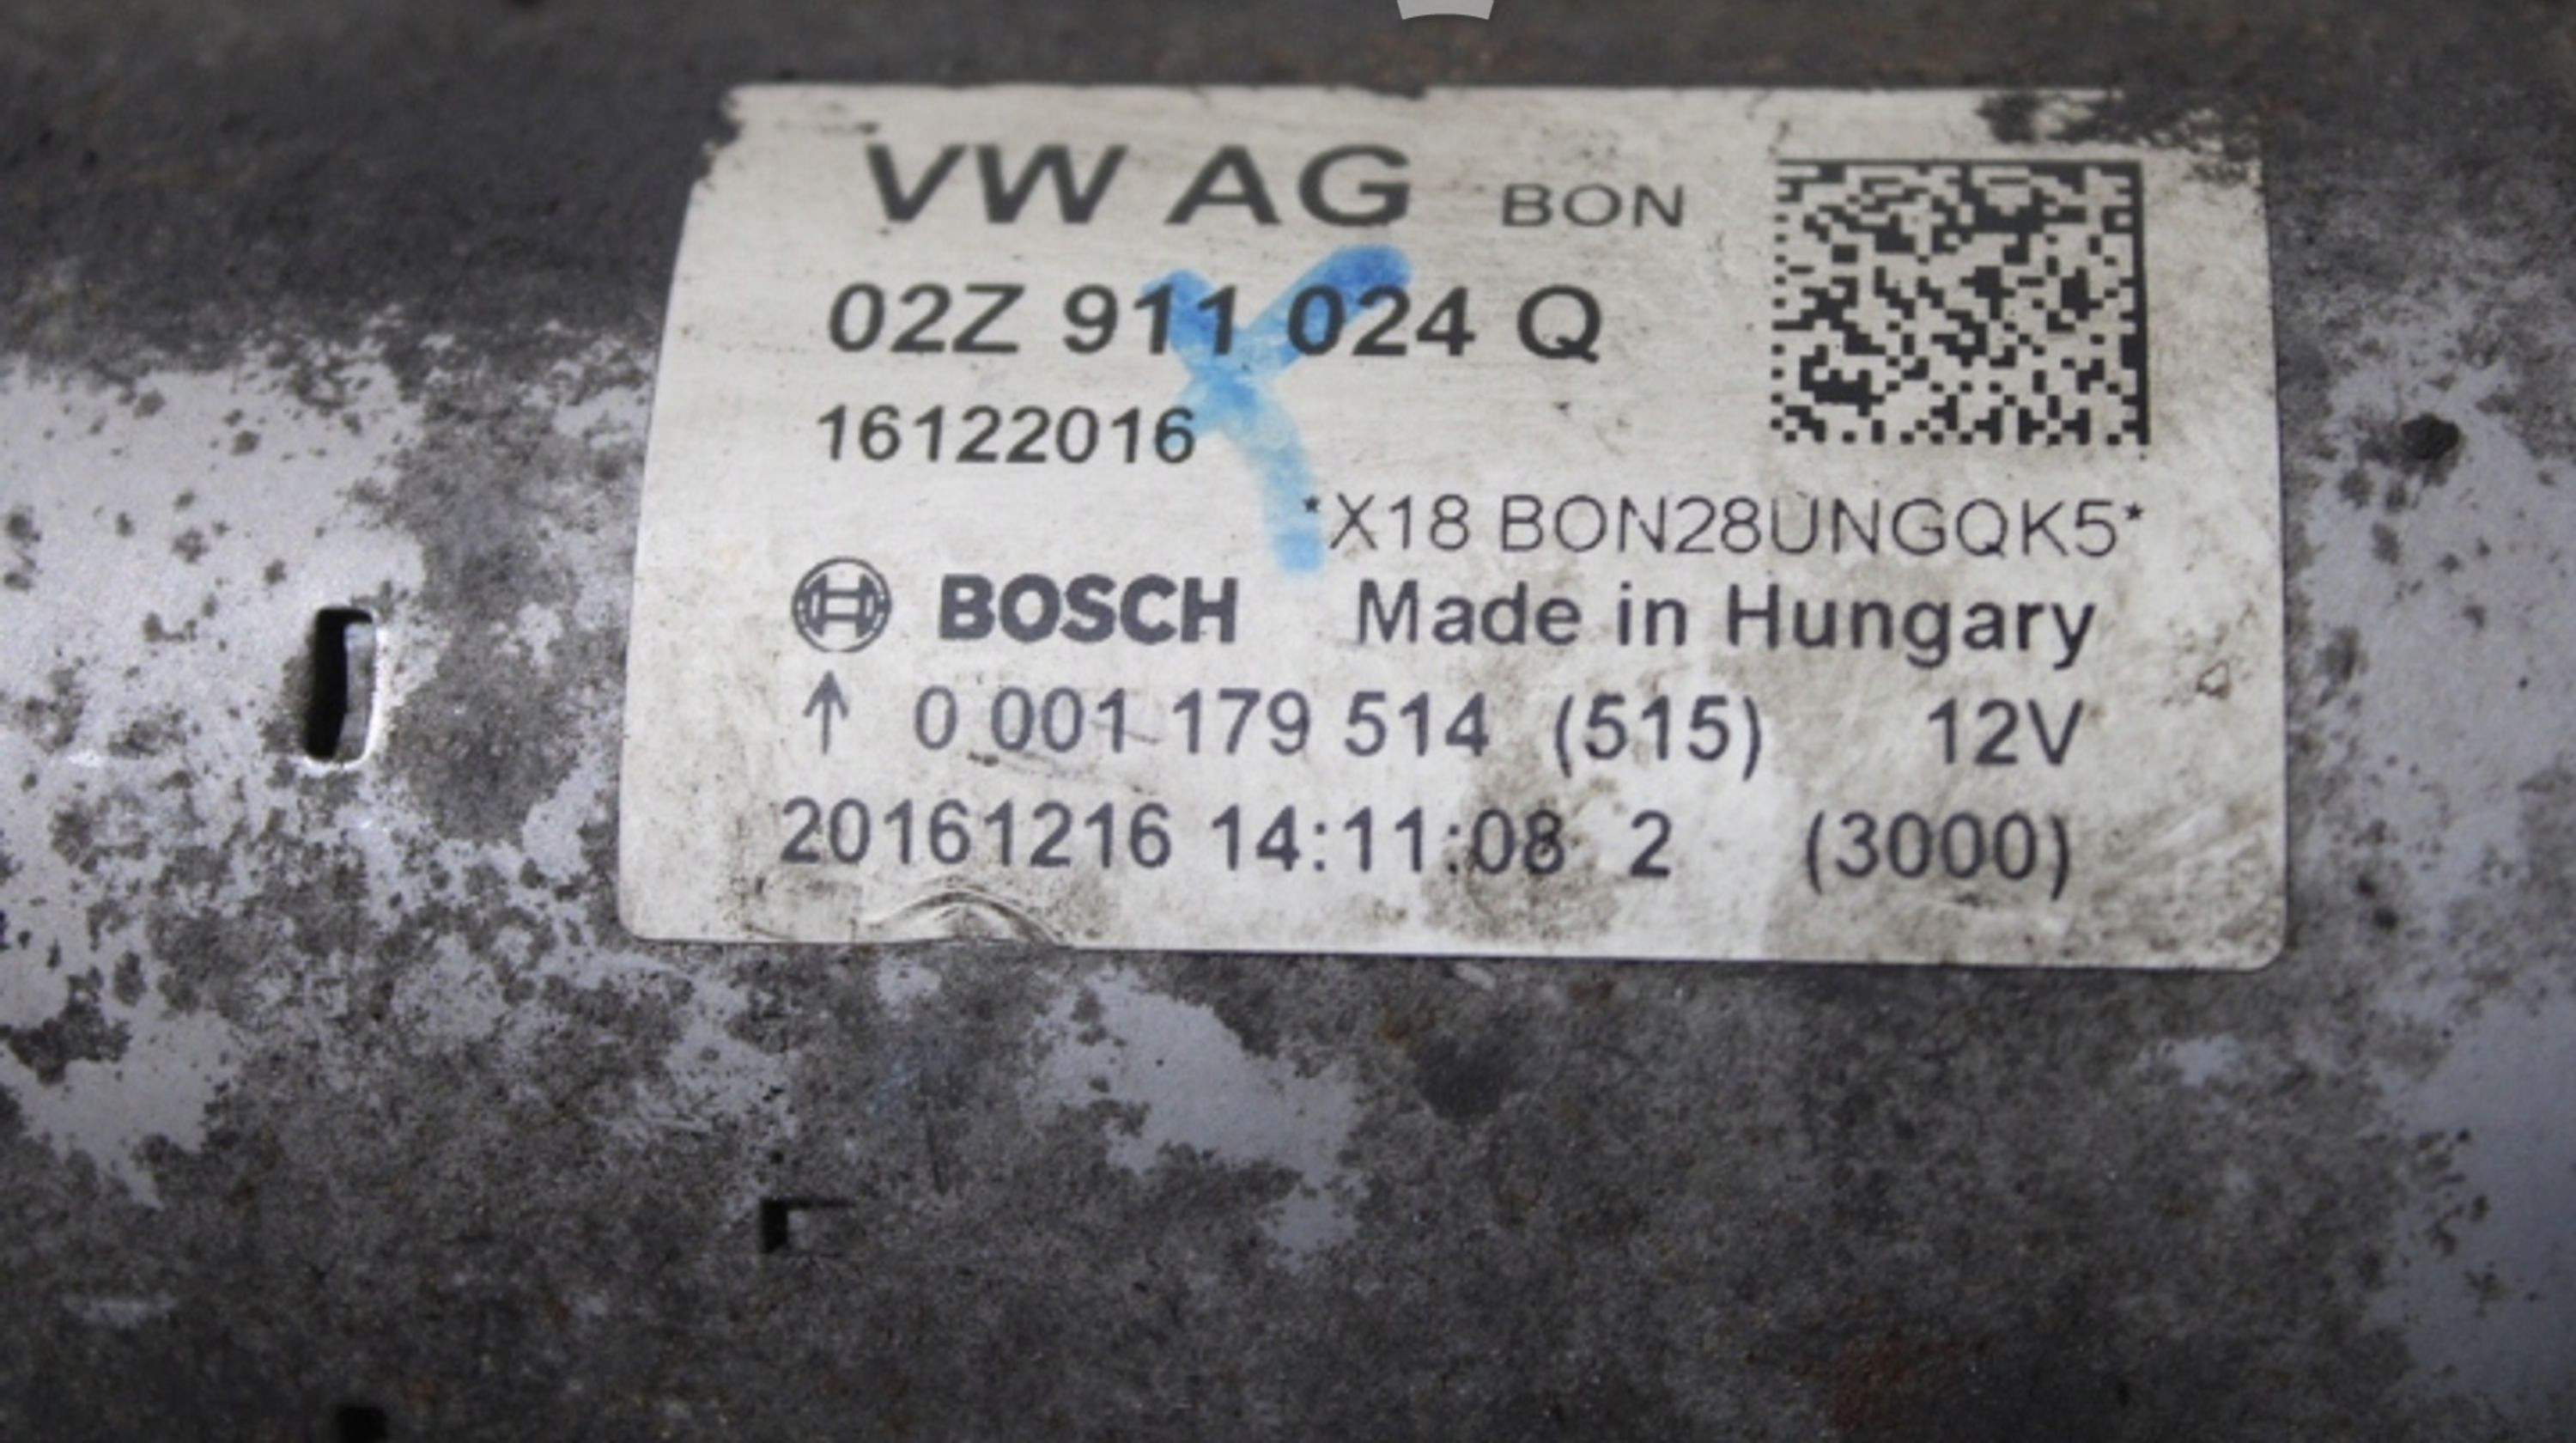 VW AG BON
02Z 911 024 Q
16122016
*X18 BON28UNGQK5*
BOSCH Made in Hungary
↑ 0 001 179 514 (515) 12V
20161216 14:11:08 2 (3000)